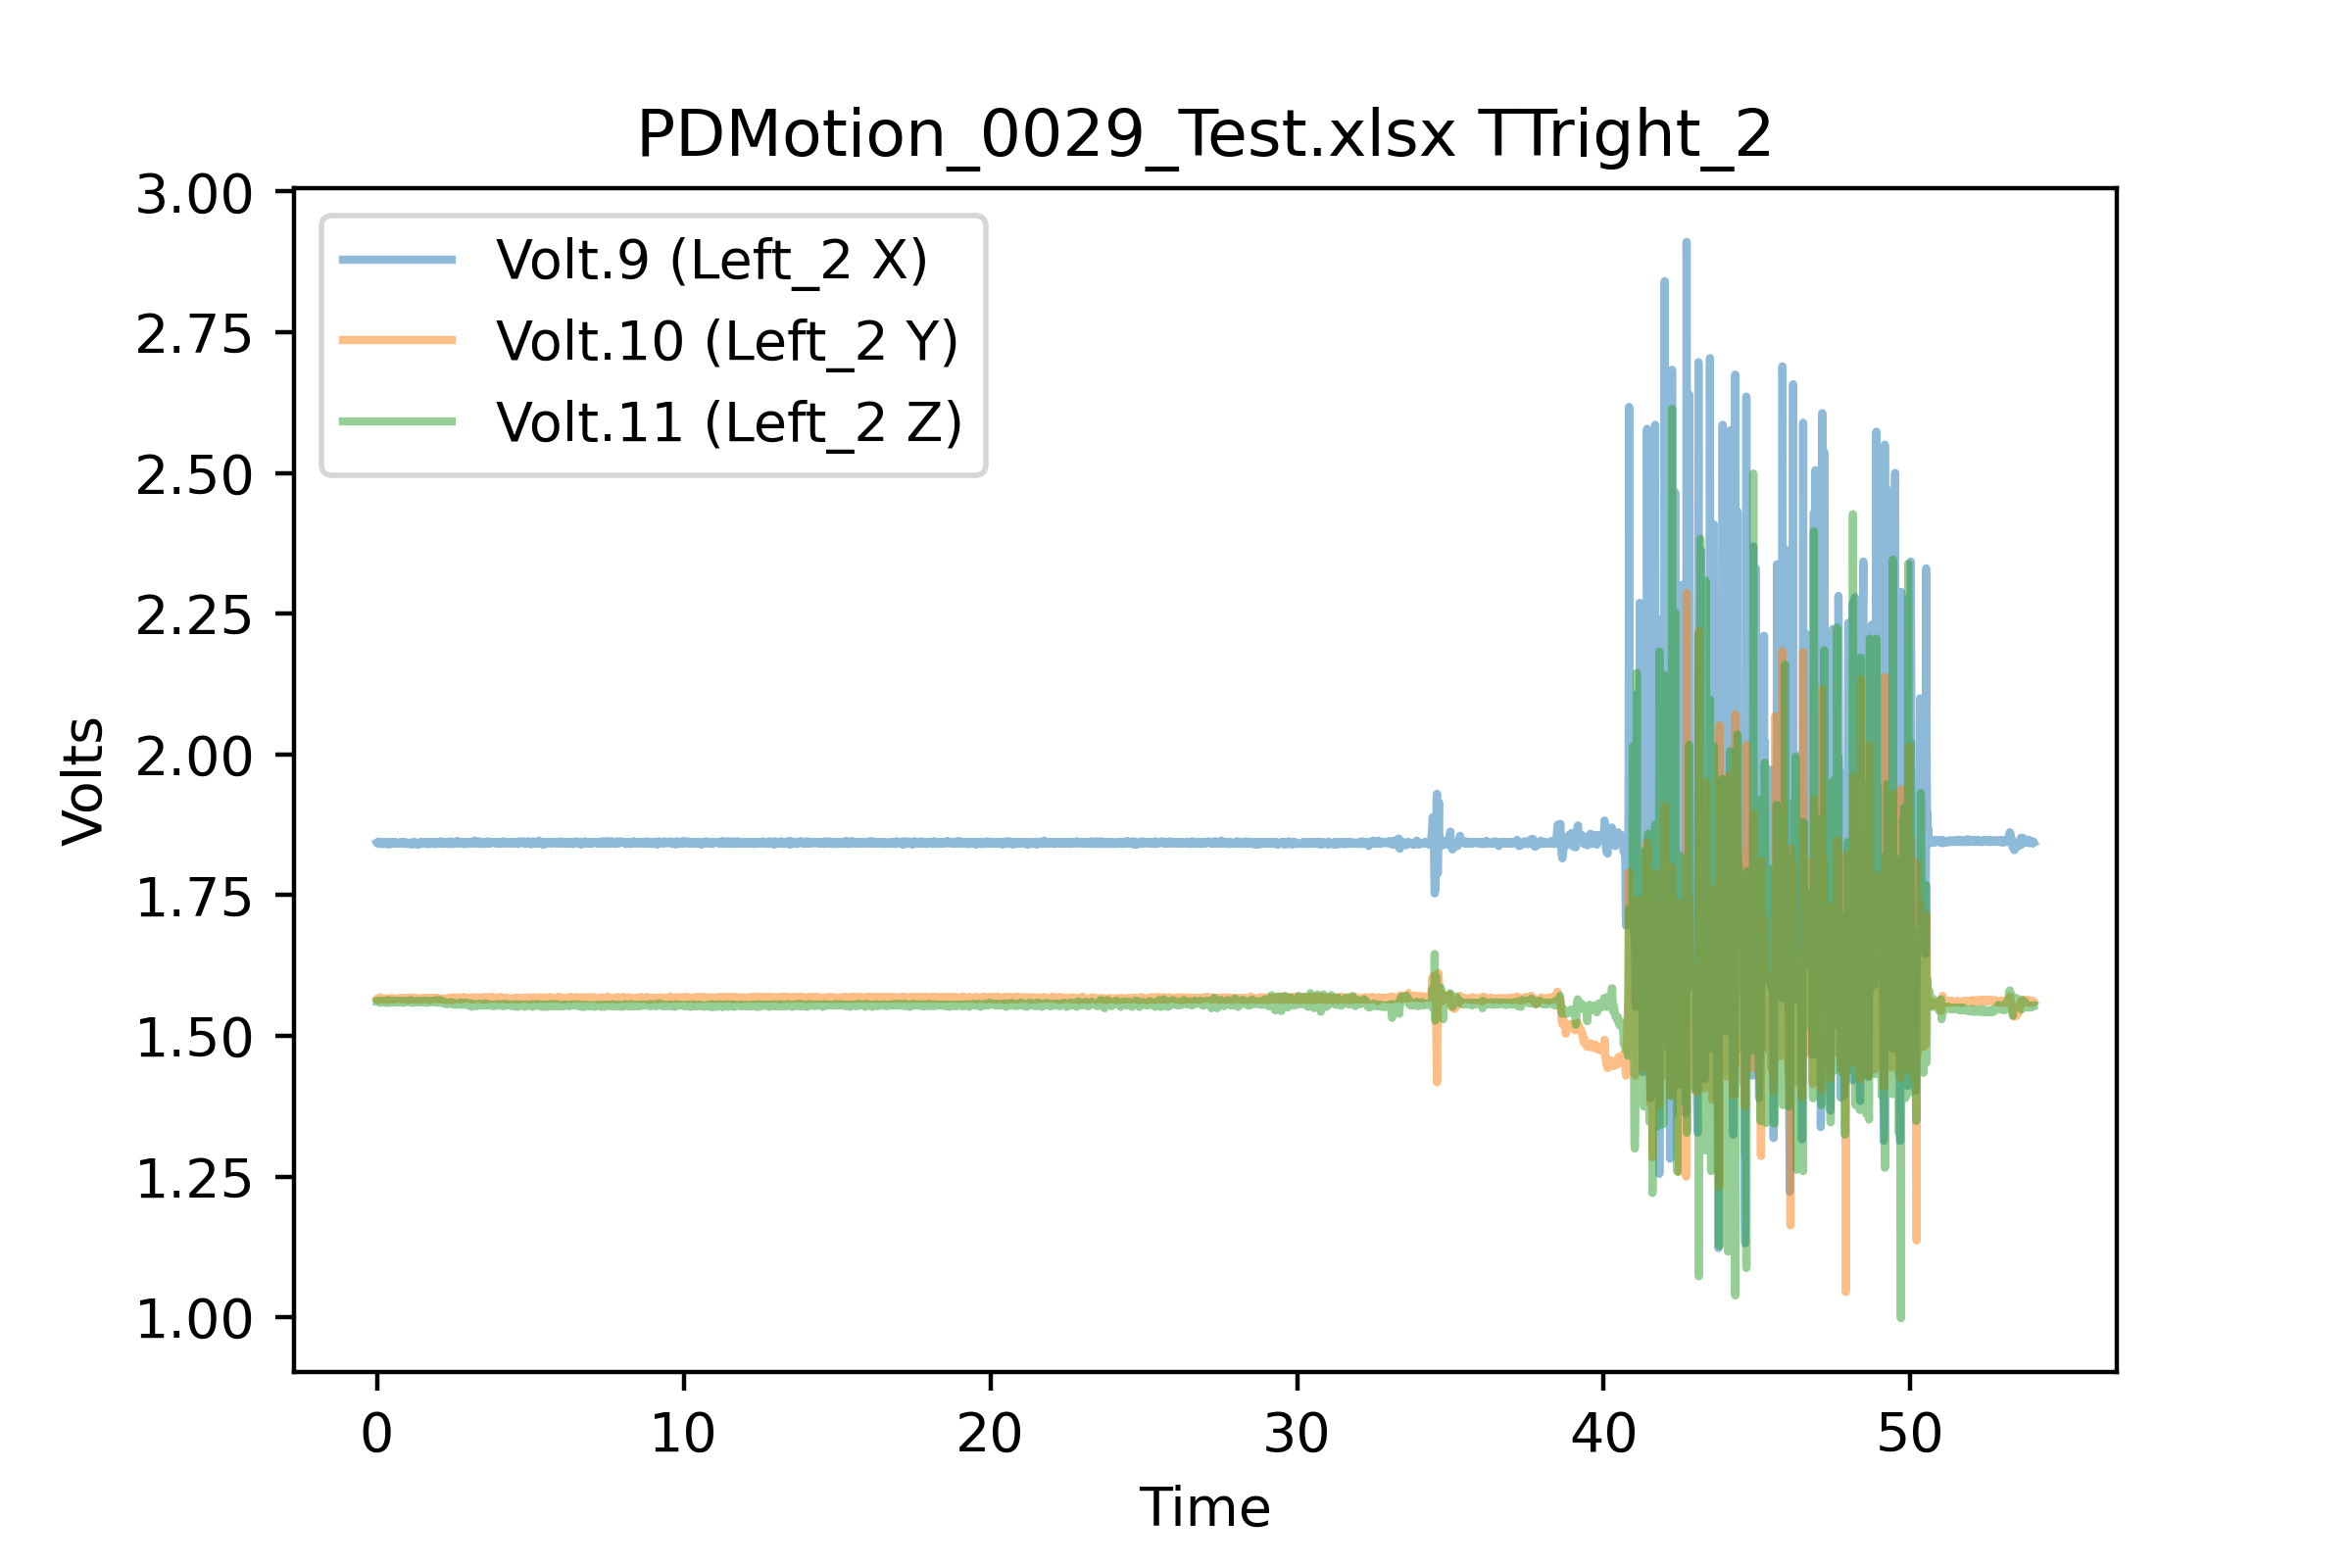 PDMotion_0029_Test.xlsx TTright_2
Volt.9 (Left_2 X)
Volt.10 (Left_2 Y)
Volt.11 (Left_2 Z)
3.00
2.75
2.50
2.25
2.00
1.75
1.50
1.25
1.00
Volts
0 10 20 30 40 50
Time